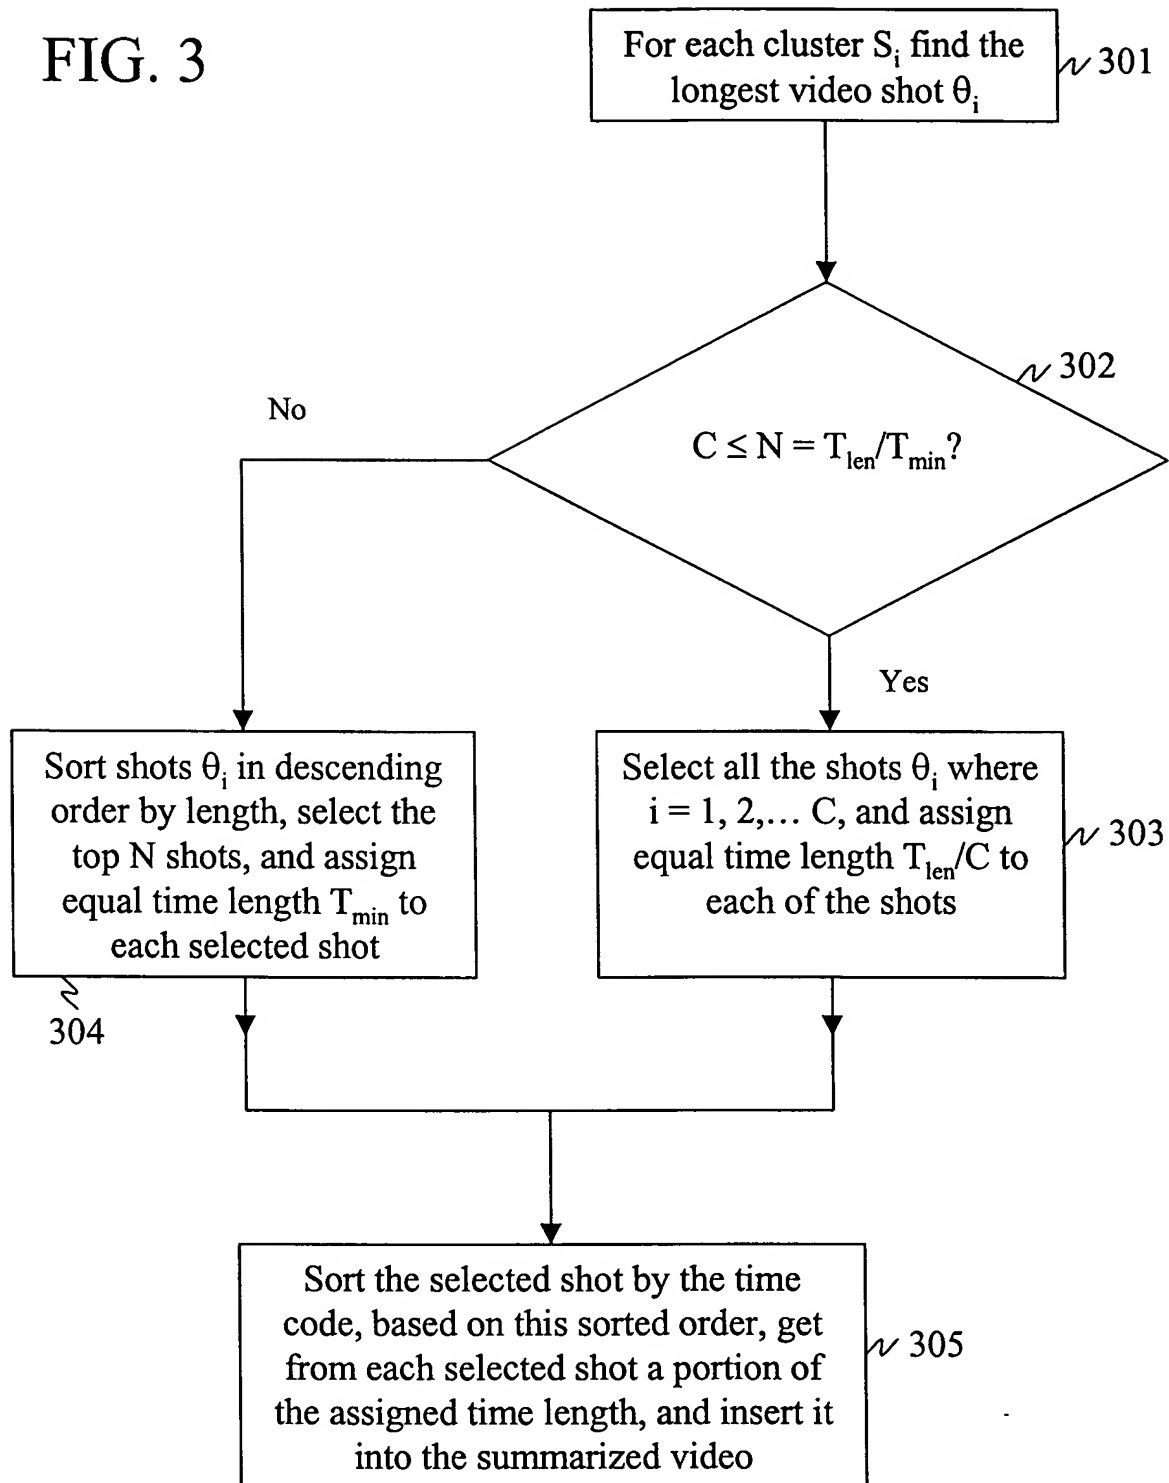 FIG. 3
For each cluster Sᵢ find the
longest video shot θᵢ
301
302
No
C ≤ N = T_len/T_min?
Yes
Sort shots θᵢ in descending
order by length, select the
top N shots, and assign
equal time length T_min to
each selected shot
304
Select all the shots θᵢ where
i = 1, 2,... C, and assign
equal time length T_len/C to
each of the shots
303
Sort the selected shot by the time
code, based on this sorted order, get
from each selected shot a portion of
the assigned time length, and insert it
into the summarized video
305